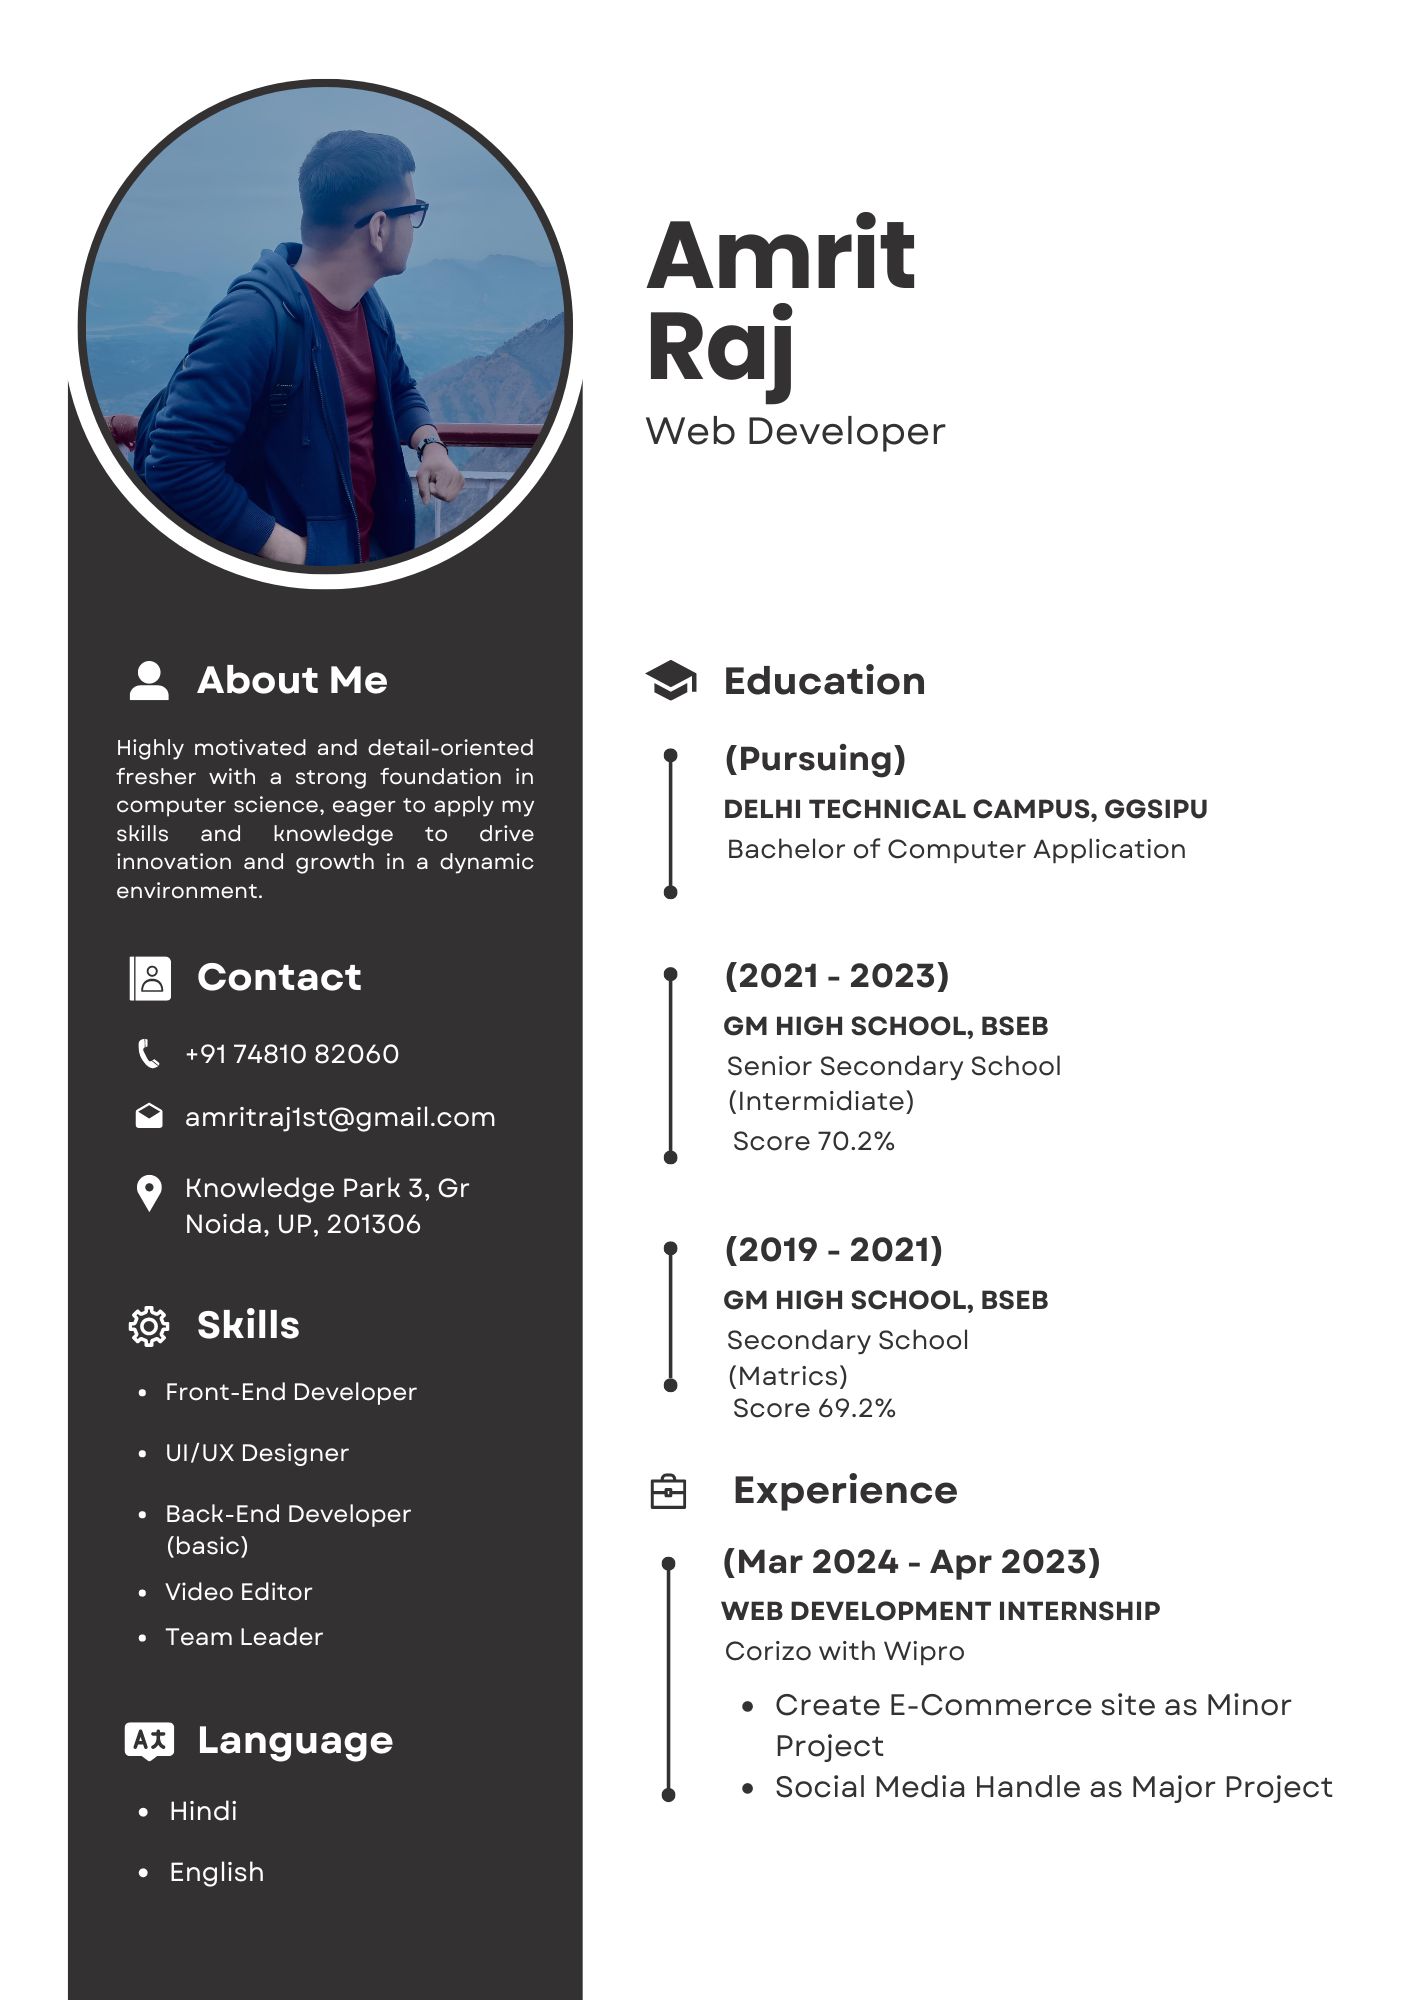 Amrit
Raj
Web Developer
About Me
Highly motivated and detail-oriented
fresher with a strong foundation in
computer science, eager to apply my
skills and knowledge to drive
innovation and growth in a dynamic
environment.
Contact
+91 74810 82060
amritraj1st@gmail.com
Knowledge Park 3, Gr
Noida, UP, 201306
Skills
• Front-End Developer
• UI/UX Designer
• Back-End Developer
(basic)
• Video Editor
• Team Leader
Language
• Hindi
• English
Education
(Pursuing)
DELHI TECHNICAL CAMPUS, GGSIPU
Bachelor of Computer Application
(2021 - 2023)
GM HIGH SCHOOL, BSEB
Senior Secondary School
(Intermidiate)
Score 70.2%
(2019 - 2021)
GM HIGH SCHOOL, BSEB
Secondary School
(Matrics)
Score 69.2%
Experience
(Mar 2024 - Apr 2023)
WEB DEVELOPMENT INTERNSHIP
Corizo with Wipro
• Create E-Commerce site as Minor
Project
• Social Media Handle as Major Project